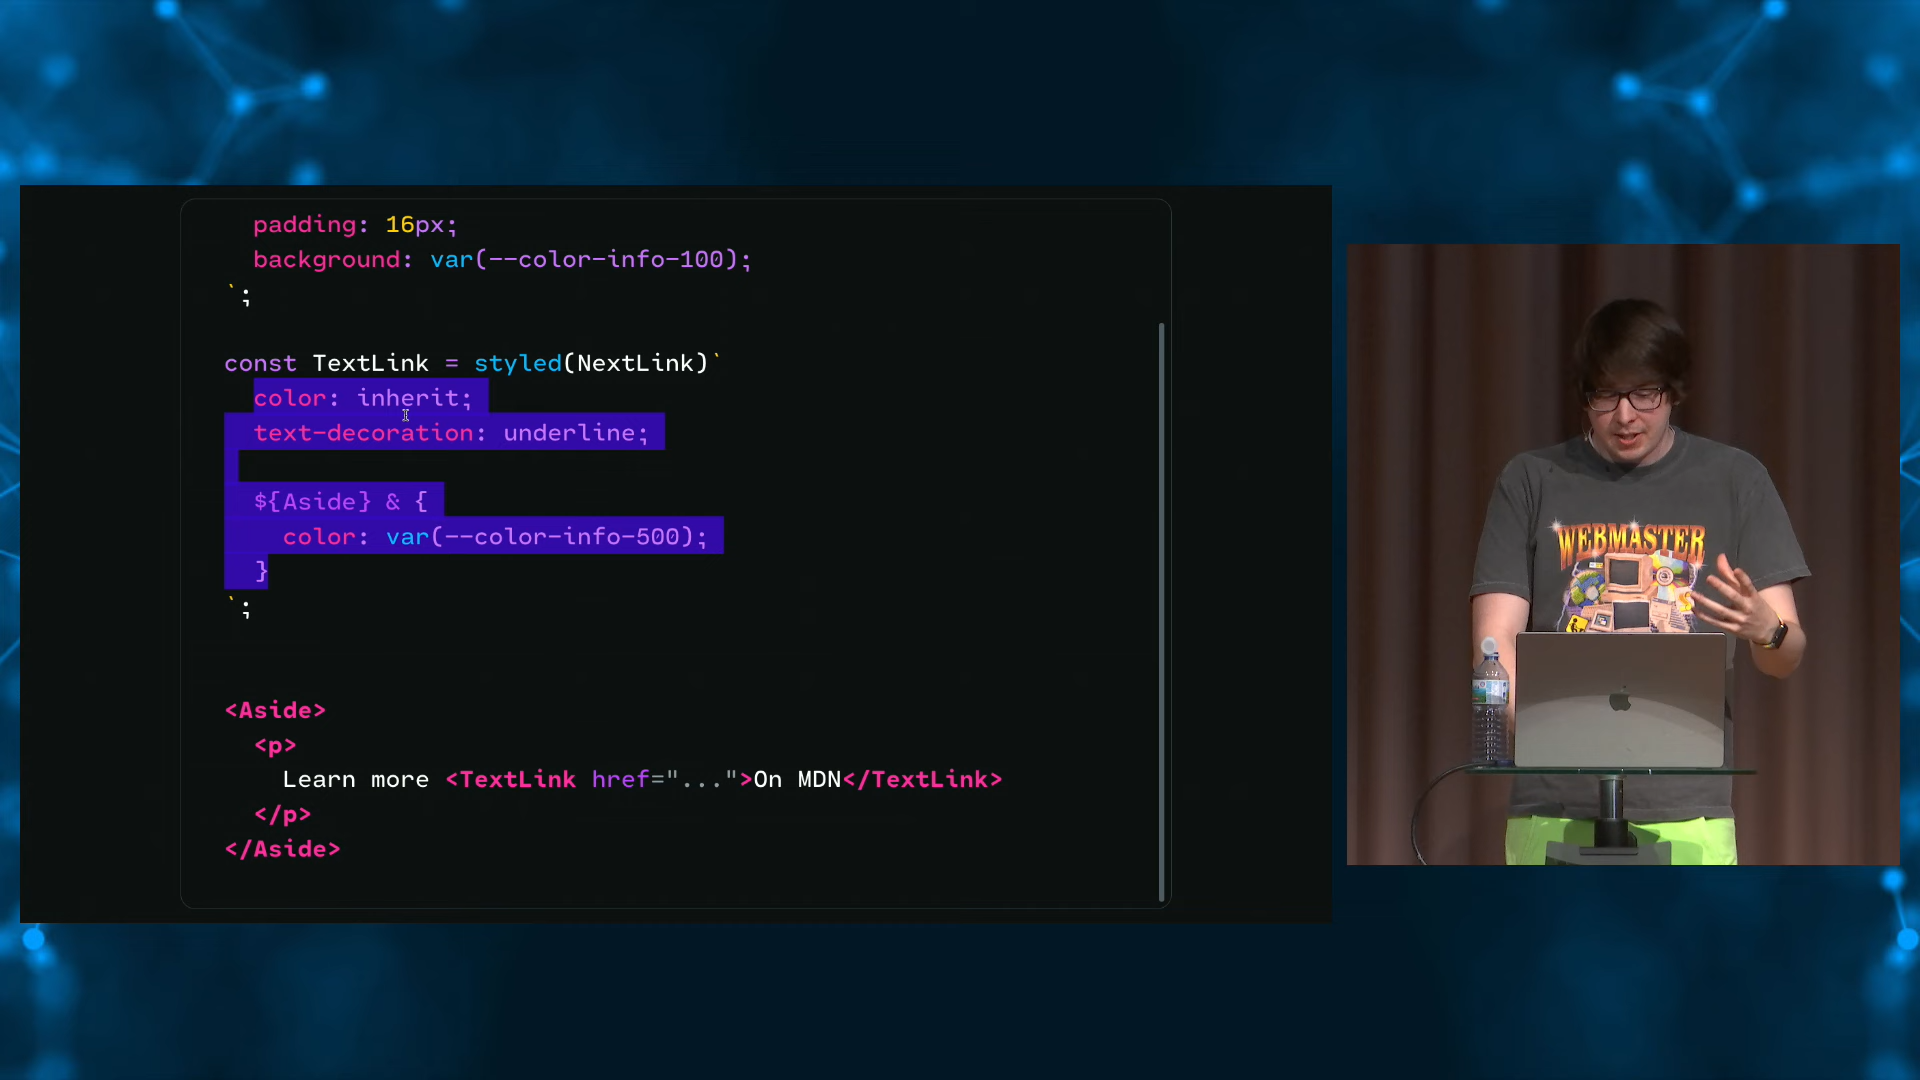 padding: 16px;
background: var(--color-info-100);
`;
const TextLink = styled(NextLink)`
color: inherit;
text-decoration: underline;
${Aside} & {
color: var(--color-info-500);
}
`;
<Aside>
<p>
Learn more <TextLink href="...">On MDN</TextLink>
</p>
</Aside>
WEBMASTER